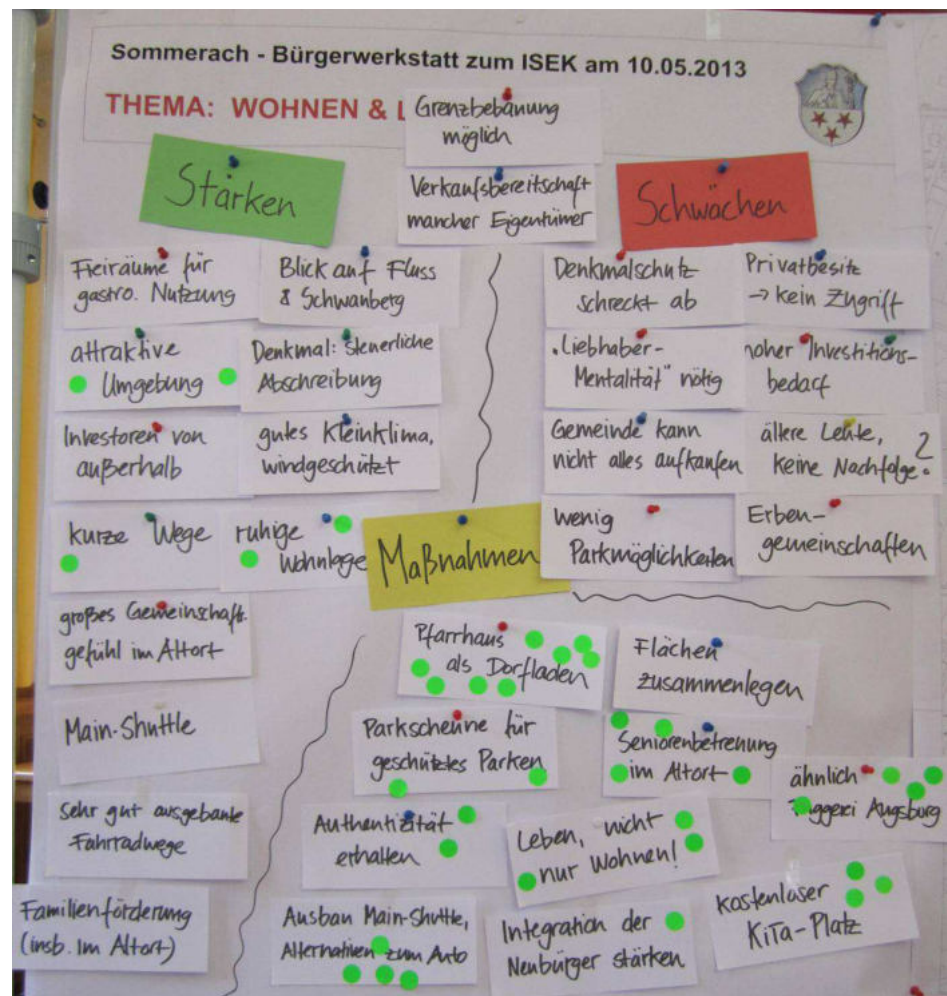 Sommerach - Bürgerwerkstatt zum ISEK am 10.05.2013
THEMA: WOHNEN & L
Grenzbebauung
möglich
Verkaufsbereitschaft
mancher Eigentümer
Stärken
Schwächen
Freiräume für
gastro. Nutzung
Blick auf Fluss
& Schwanberg
attraktive
Umgebung
Denkmal: steuerliche
Abschreibung
Investoren von
außerhalb
gutes Kleinklima,
windgeschützt
kurze Wege
ruhige
Wohnlage
großes Gemeinschafts-
gefühl im Altort
Main-Shuttle
Sehr gut ausgebaute
Fahrradwege
Familienförderung
(insb. im Altort)
Denkmalschutz
schreckt ab
Privatbesitz
→ kein Zugriff
"Liebhaber-
Mentalität" nötig
hoher Investitions-
bedarf
Gemeinde kann
nicht alles aufkaufen
ältere Leute,
keine Nachfolge?
wenig
Parkmöglichkeiten
Erben-
gemeinschaften
Maßnahmen
Pfarrhaus
als Dorfladen
Flächen
zusammenlegen
Parkscheune für
geschütztes Parken
Seniorenbetreuung
im Altort
ähnlich
Fuggerei Augsburg
Authentizität
erhalten
Leben, nicht
nur Wohnen!
kostenloser
KiTa-Platz
Ausbau Main-Shuttle,
Alternativen zum Auto
Integration der
Neubürger stärken